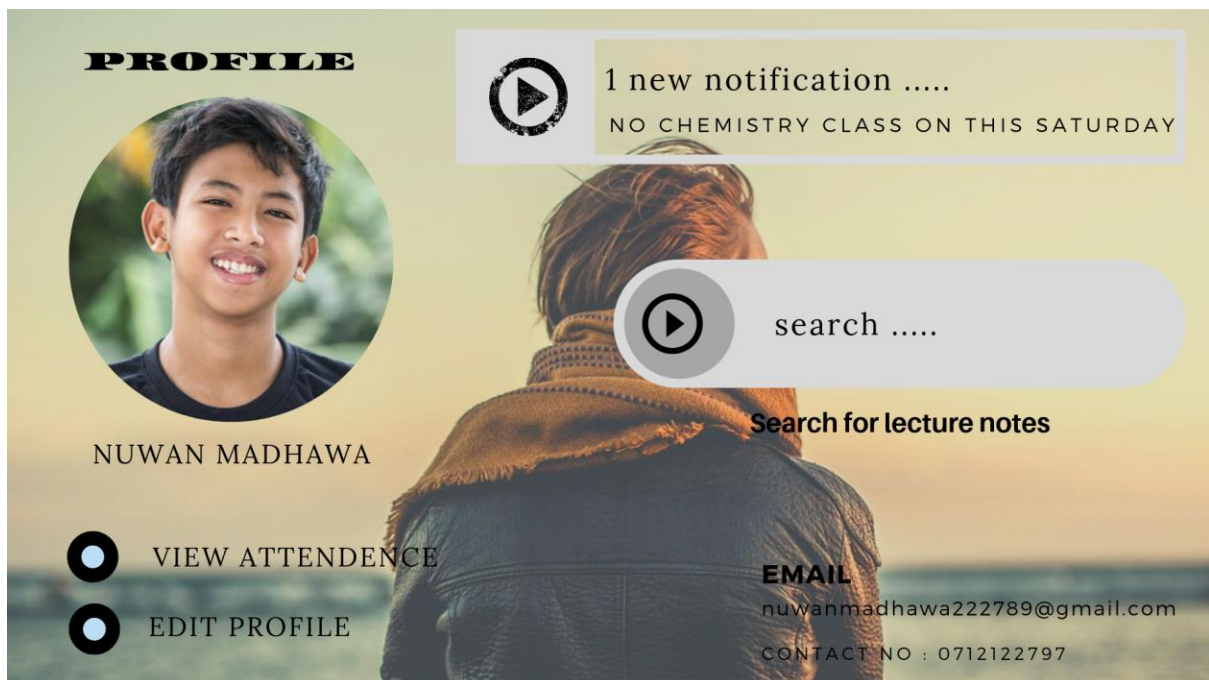 PROFILE
NUWAN MADHAWA
VIEW ATTENDENCE
EDIT PROFILE
1 new notification .....
NO CHEMISTRY CLASS ON THIS SATURDAY
search .....
Search for lecture notes
EMAIL
nuwanmadhawa222789@gmail.com
CONTACT NO : 0712122797